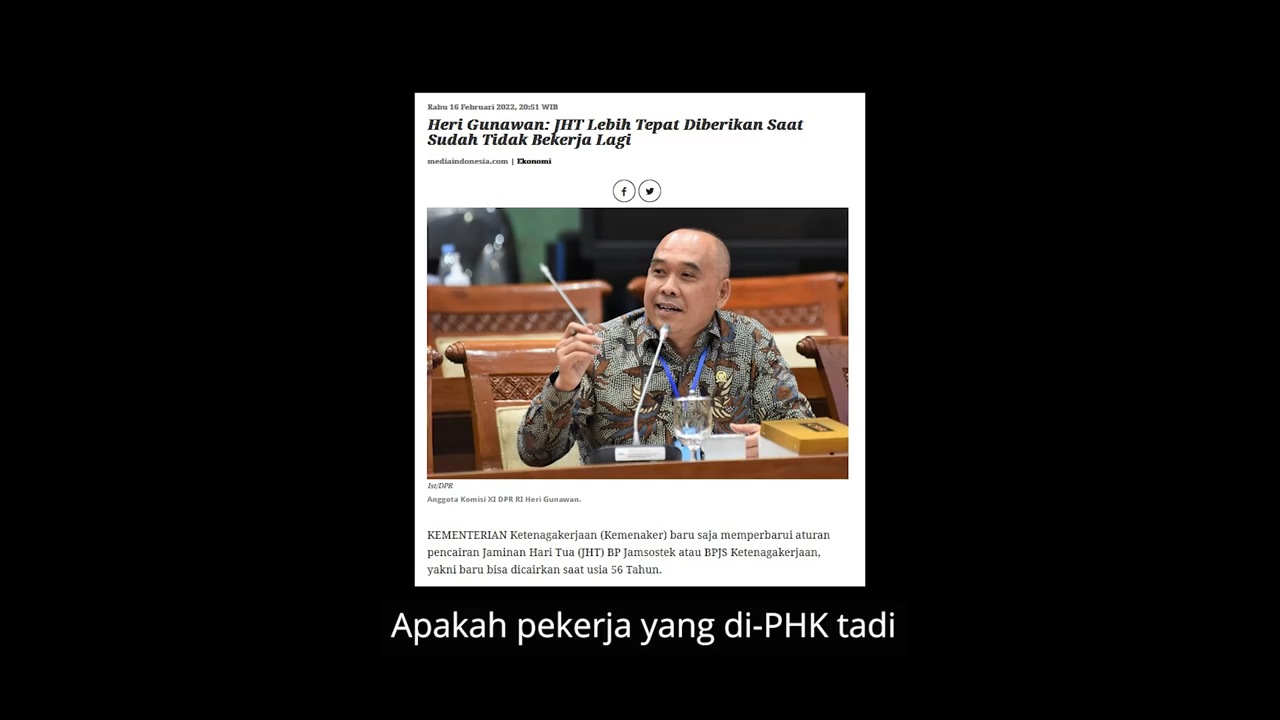 Rabu 16 Februari 2022, 20:51 WIB
Heri Gunawan: JHT Lebih Tepat Diberikan Saat
Sudah Tidak Bekerja Lagi
mediaindonesia.com | Ekonomi
Ist/DPR
Anggota Komisi XI DPR RI Heri Gunawan.
KEMENTERIAN Ketenagakerjaan (Kemenaker) baru saja memperbarui aturan
pencairan Jaminan Hari Tua (JHT) BP Jamsostek atau BPJS Ketenagakerjaan,
yakni baru bisa dicairkan saat usia 56 Tahun.
Apakah pekerja yang di-PHK tadi